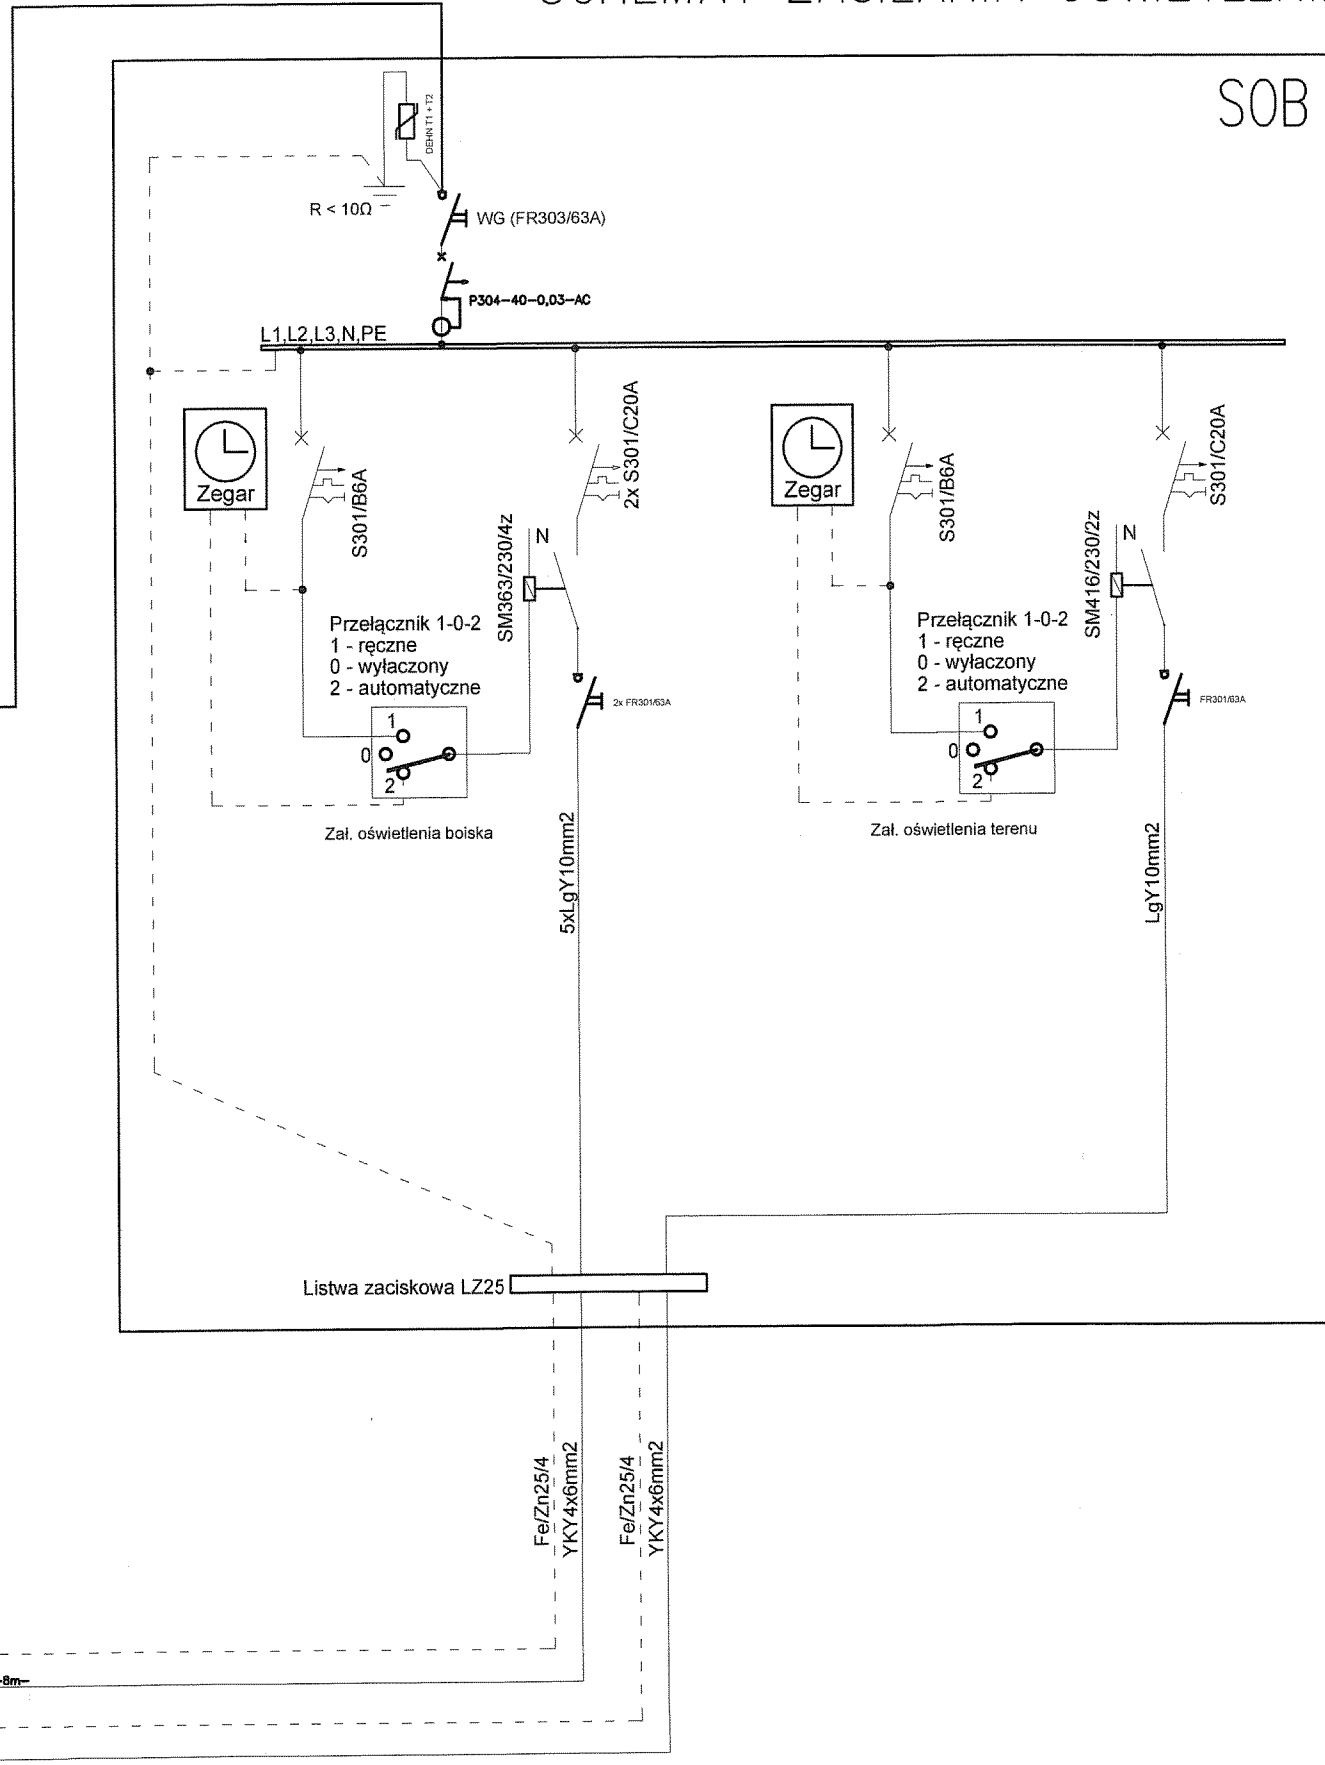 SCHEMAT ZASILANIA
SOB
DEHN T1 + T2
R < 10Ω
WG (FR303/63A)
P304-40-0,03-AC
L1,L2,L3,N,PE
Zegar
S301/B6A
2x S301/C20A
SM363/230/4z
N
Przełącznik 1-0-2
1 - ręczne
0 - wyłaczony
2 - automatyczne
1
0
2
2x FR301/63A
Zał. oświetlenia boiska
5xLgY10mm2
Zegar
S301/B6A
S301/C20A
SM416/230/2z
N
Przełącznik 1-0-2
1 - ręczne
0 - wyłaczony
2 - automatyczne
1
0
2
FR301/63A
Zał. oświetlenia terenu
LgY10mm2
Listwa zaciskowa LZ25
Fe/Zn25/4
YKY4x6mm2
Fe/Zn25/4
YKY4x6mm2
-8m-